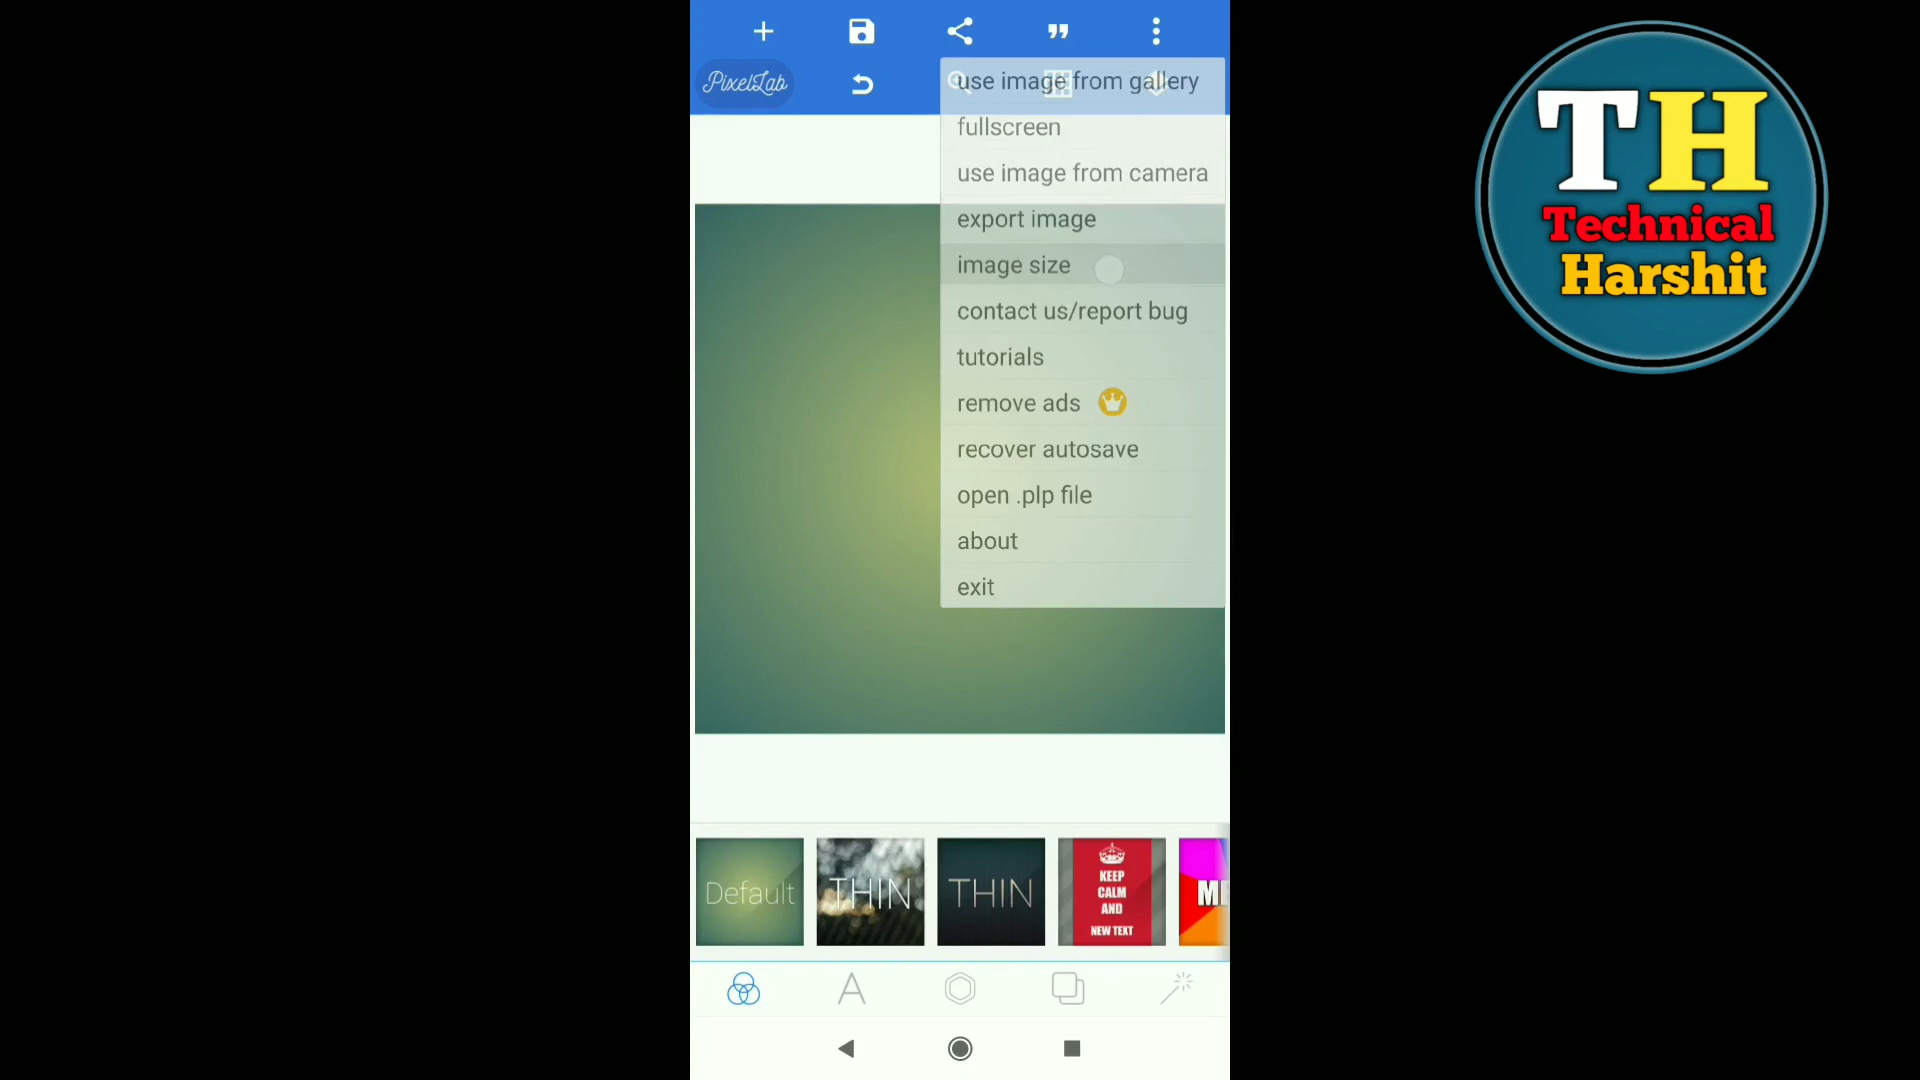 PixelLab
use image from gallery
fullscreen
use image from camera
export image
image size
contact us/report bug
tutorials
remove ads
recover autosave
open .plp file
about
exit
Default
THIN
THIN
KEEP
CALM
AND
NEW TEXT
TH
Technical
Harshit